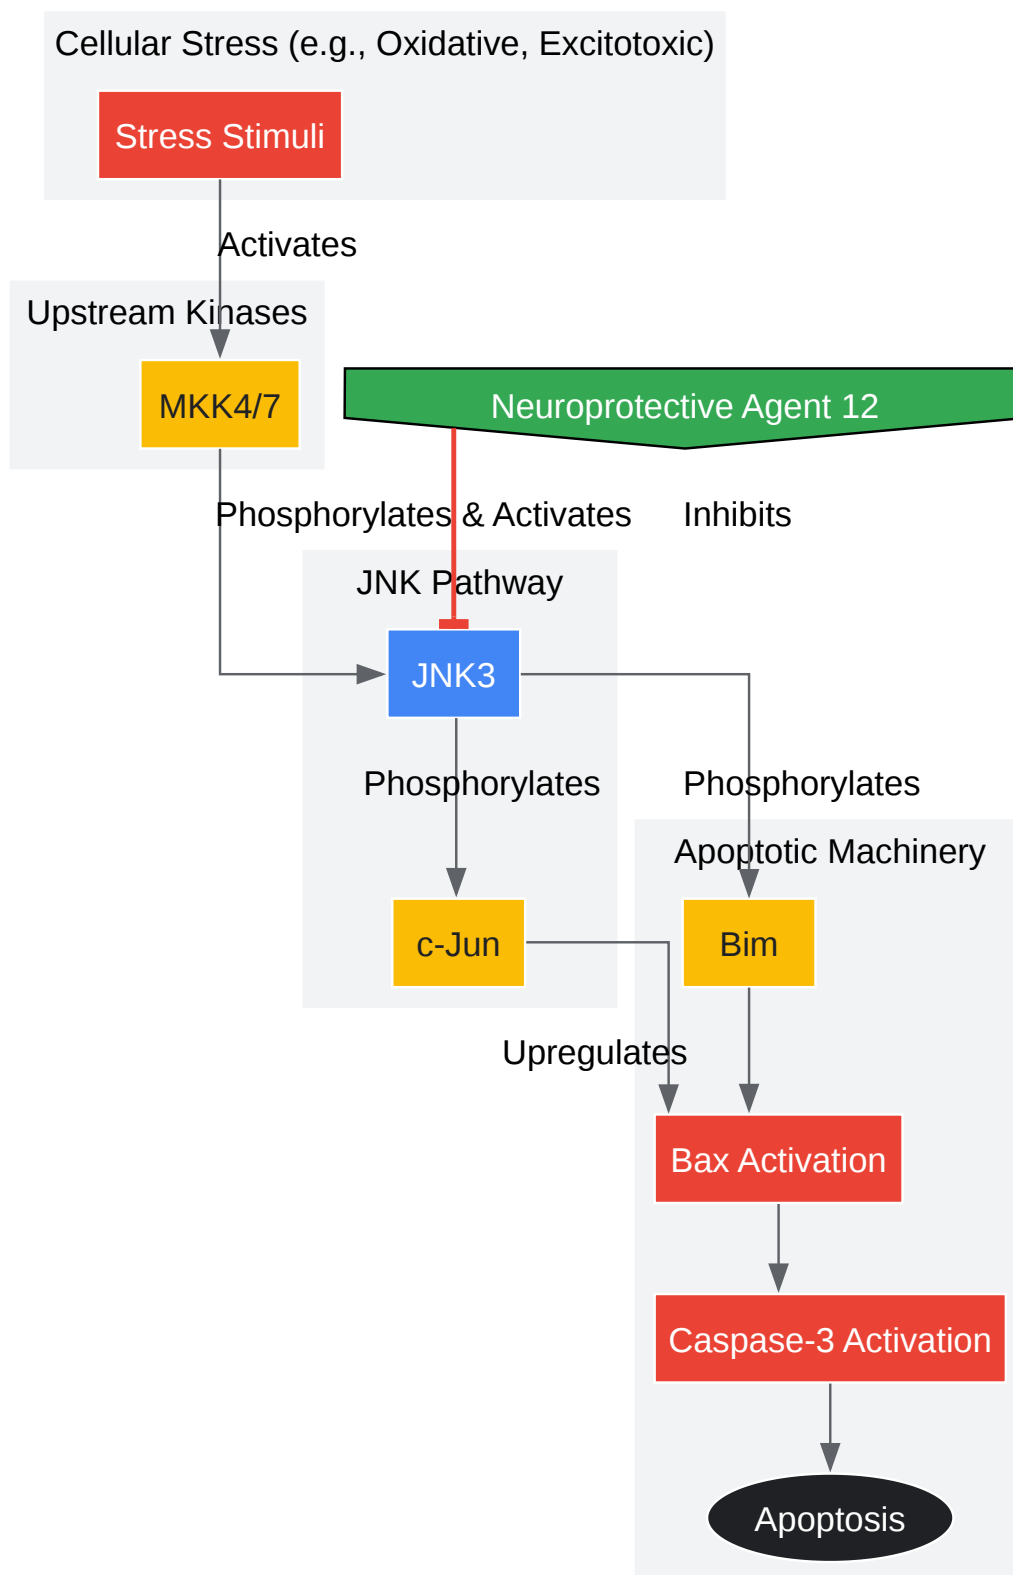 Cellular Stress (e.g., Oxidative, Excitotoxic)
Stress Stimuli
Activates
Upstream Kinases
MKK4/7
Neuroprotective Agent 12
Phosphorylates & Activates
Inhibits
JNK Pathway
JNK3
Phosphorylates
Phosphorylates
Apoptotic Machinery
c-Jun
Bim
Upregulates
Bax Activation
Caspase-3 Activation
Apoptosis